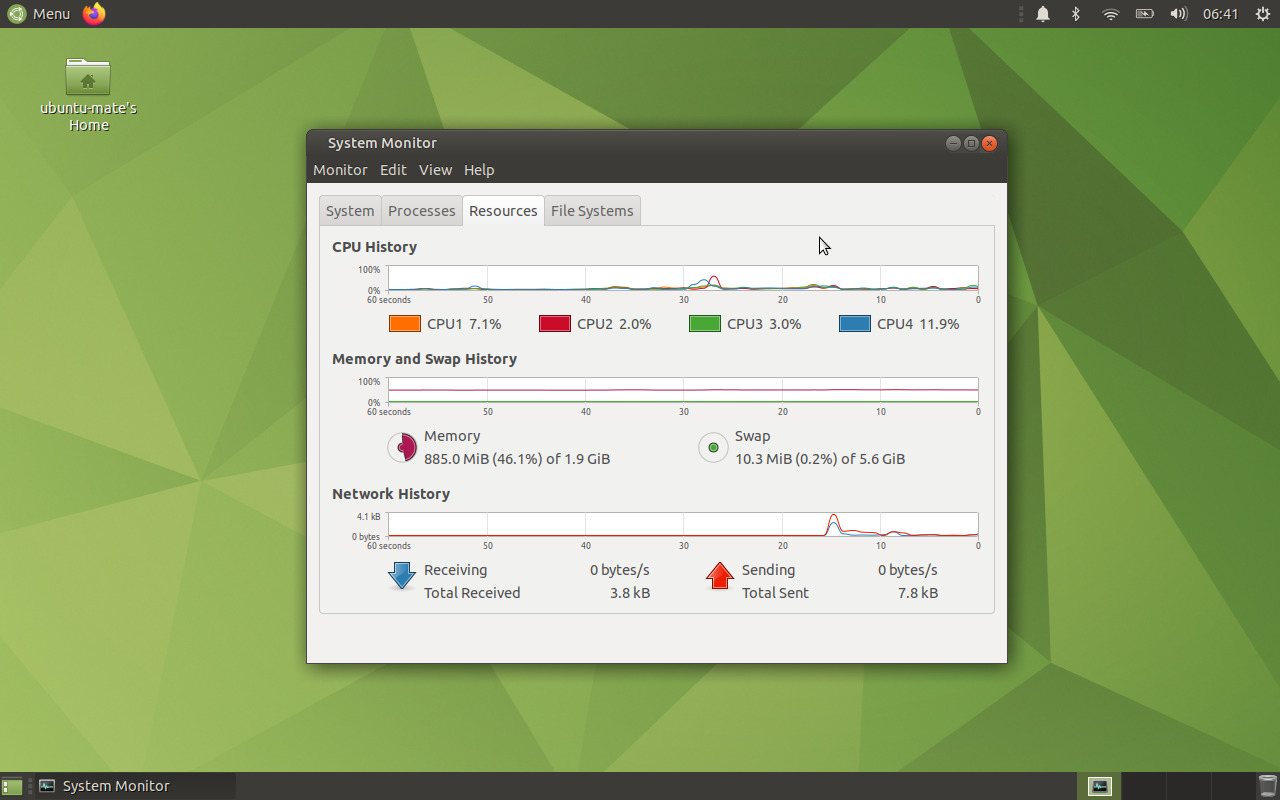 Menu
06:41
ubuntu-mate's
Home
System Monitor
Monitor Edit View Help
System Processes Resources File Systems
CPU History
100%
0%
60 seconds 50 40 30 20 10 0
CPU1 7.1% CPU2 2.0% CPU3 3.0% CPU4 11.9%
Memory and Swap History
100%
0%
60 seconds 50 40 30 20 10 0
Memory
885.0 MiB (46.1%) of 1.9 GiB
Swap
10.3 MiB (0.2%) of 5.6 GiB
Network History
4.1 kB
0 bytes
60 seconds 50 40 30 20 10 0
Receiving 0 bytes/s
Total Received 3.8 kB
Sending 0 bytes/s
Total Sent 7.8 kB
System Monitor